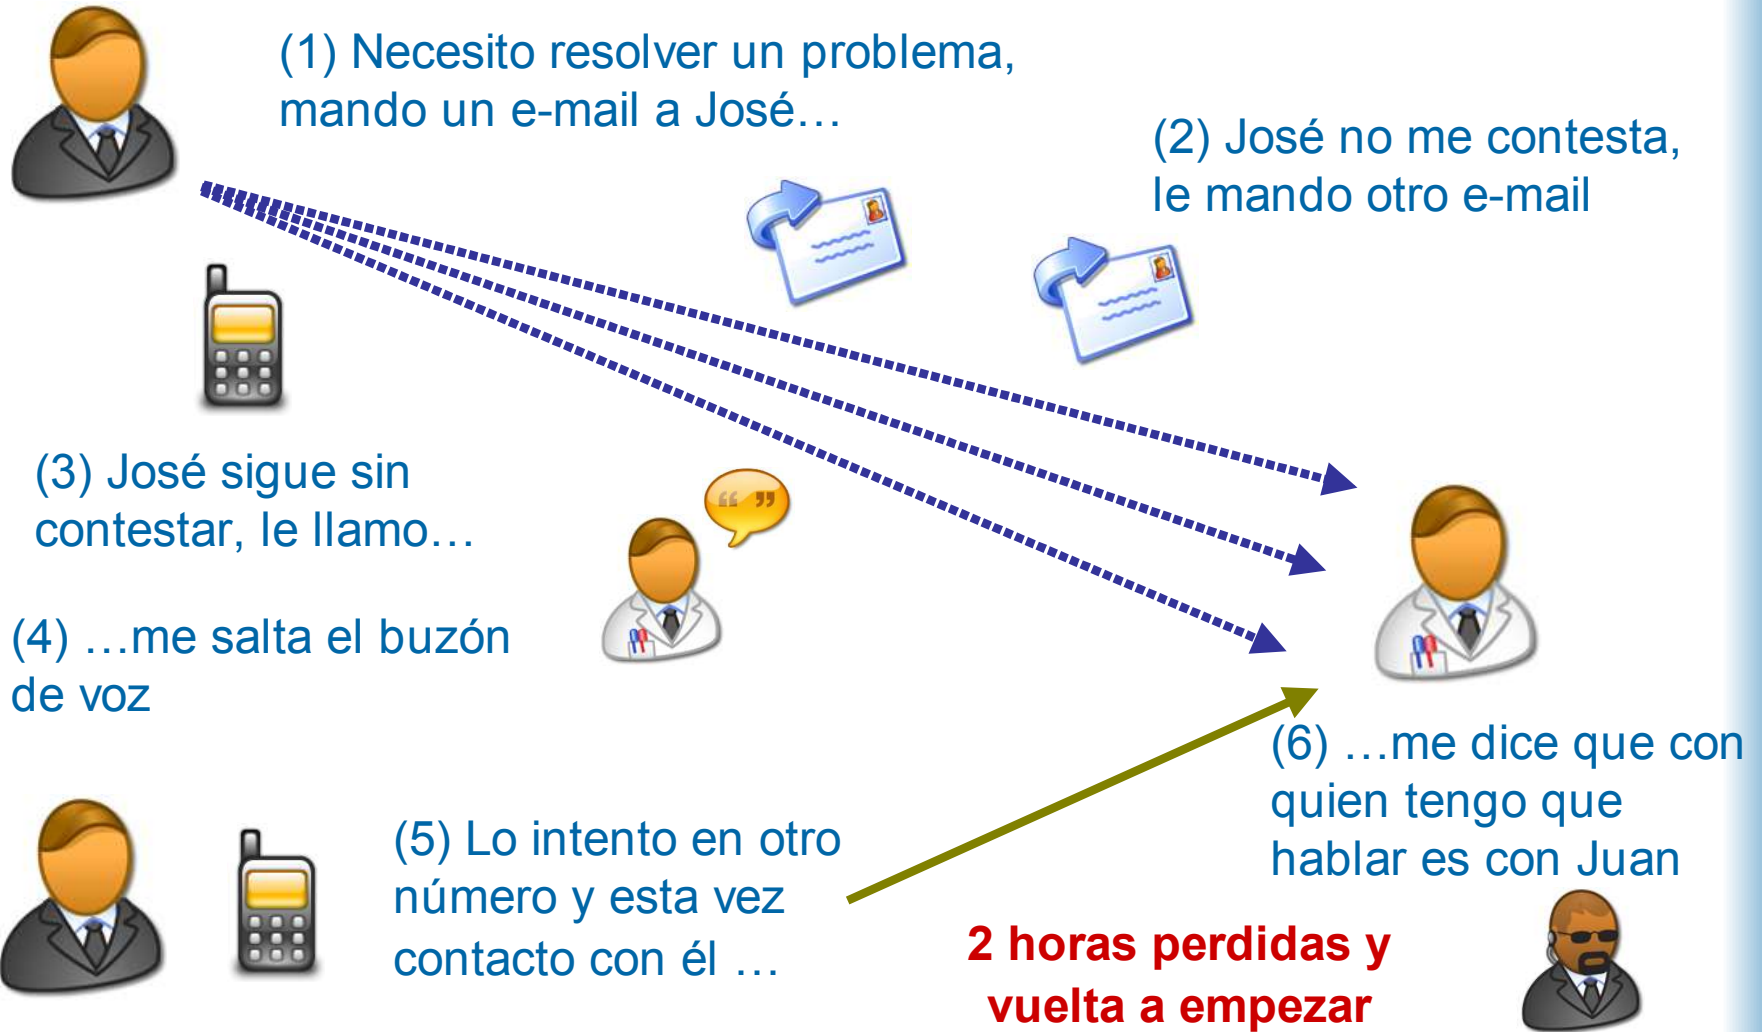 (1) Necesito resolver un problema,
mando un e-mail a José…
(2) José no me contesta,
le mando otro e-mail
(3) José sigue sin
contestar, le llamo…
(4) …me salta el buzón
de voz
(5) Lo intento en otro
número y esta vez
contacto con él …
(6) …me dice que con
quien tengo que
hablar es con Juan
2 horas perdidas y
vuelta a empezar